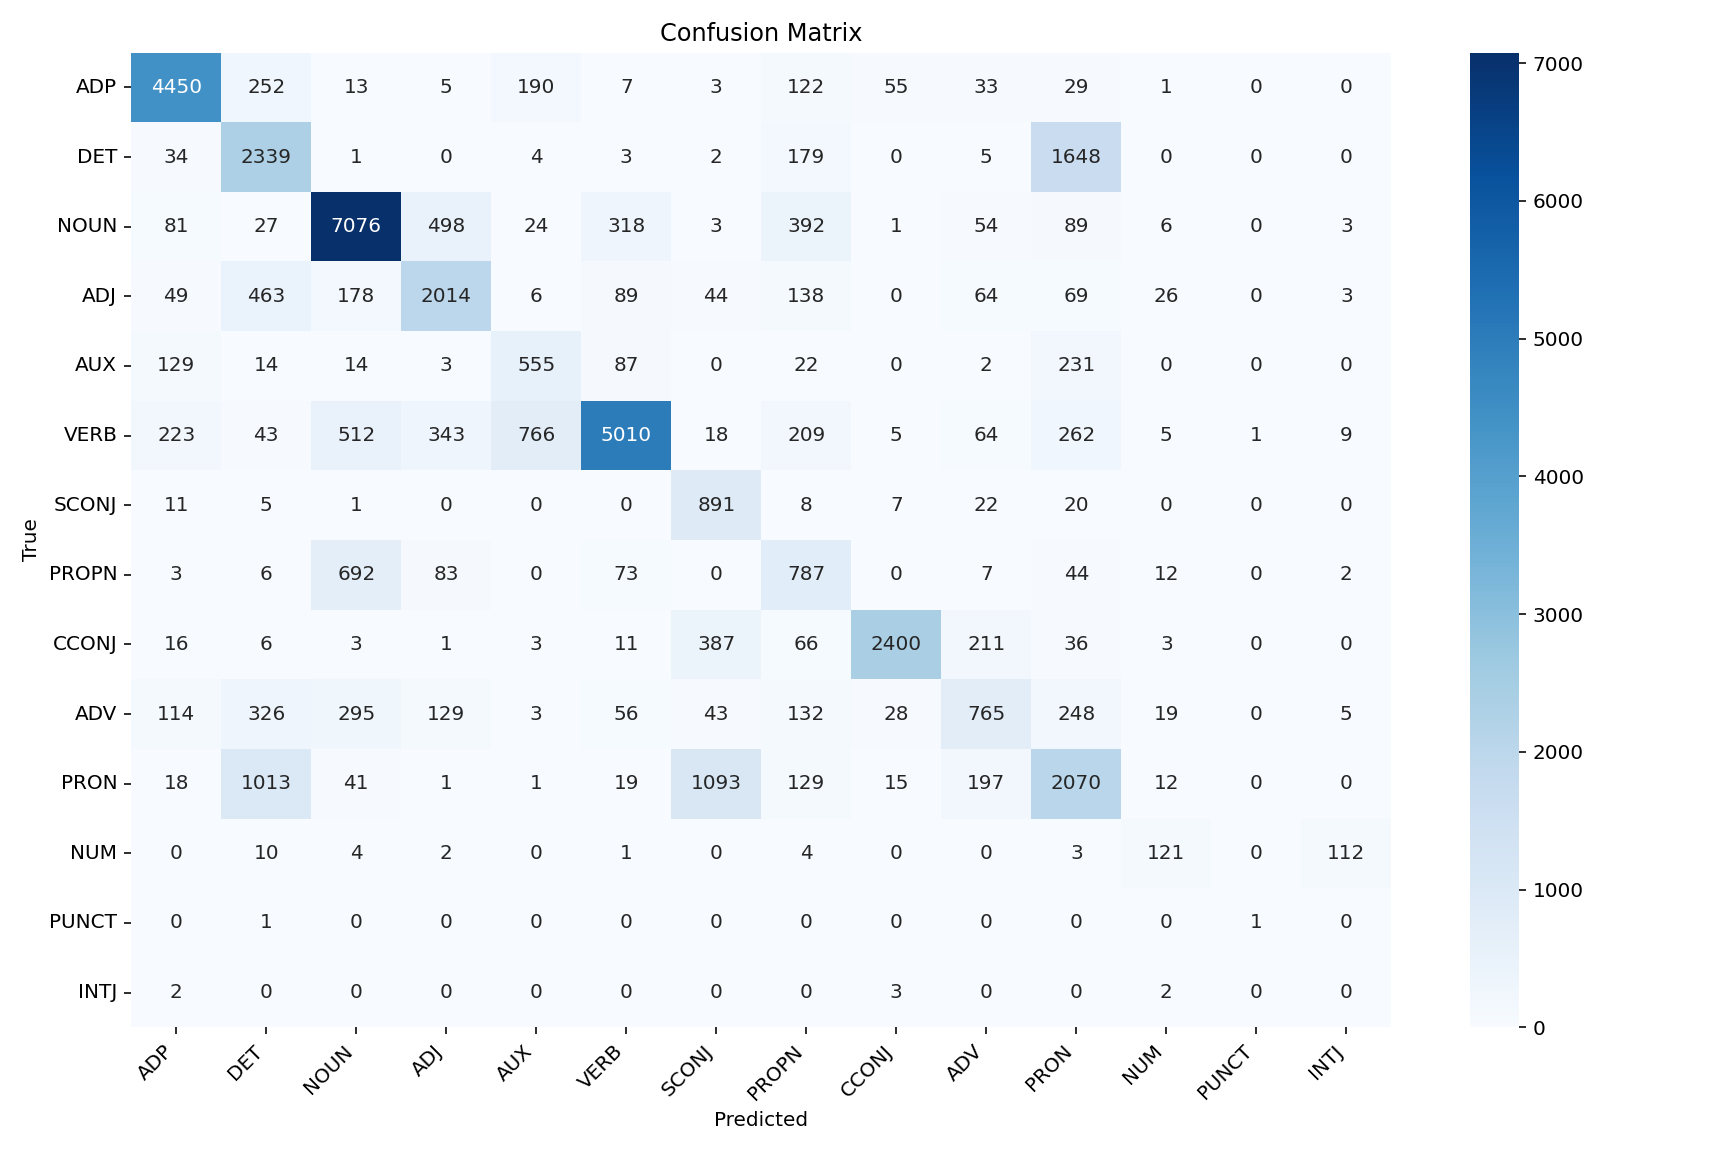 Confusion Matrix
ADP 4450 252 13 5 190 7 3 122 55 33 29 1 0 0
DET 34 2339 1 0 4 3 2 179 0 5 1648 0 0 0
NOUN 81 27 7076 498 24 318 3 392 1 54 89 6 0 3
ADJ 49 463 178 2014 6 89 44 138 0 64 69 26 0 3
AUX 129 14 14 3 555 87 0 22 0 2 231 0 0 0
VERB 223 43 512 343 766 5010 18 209 5 64 262 5 1 9
SCONJ 11 5 1 0 0 0 891 8 7 22 20 0 0 0
PROPN 3 6 692 83 0 73 0 787 0 7 44 12 0 2
CCONJ 16 6 3 1 3 11 387 66 2400 211 36 3 0 0
ADV 114 326 295 129 3 56 43 132 28 765 248 19 0 5
PRON 18 1013 41 1 1 19 1093 129 15 197 2070 12 0 0
NUM 0 10 4 2 0 1 0 4 0 0 3 121 0 112
PUNCT 0 1 0 0 0 0 0 0 0 0 0 0 1 0
INTJ 2 0 0 0 0 0 0 0 3 0 0 2 0 0
ADP DET NOUN ADJ AUX VERB SCONJ PROPN CCONJ ADV PRON NUM PUNCT INTJ
Predicted
True
7000
6000
5000
4000
3000
2000
1000
0